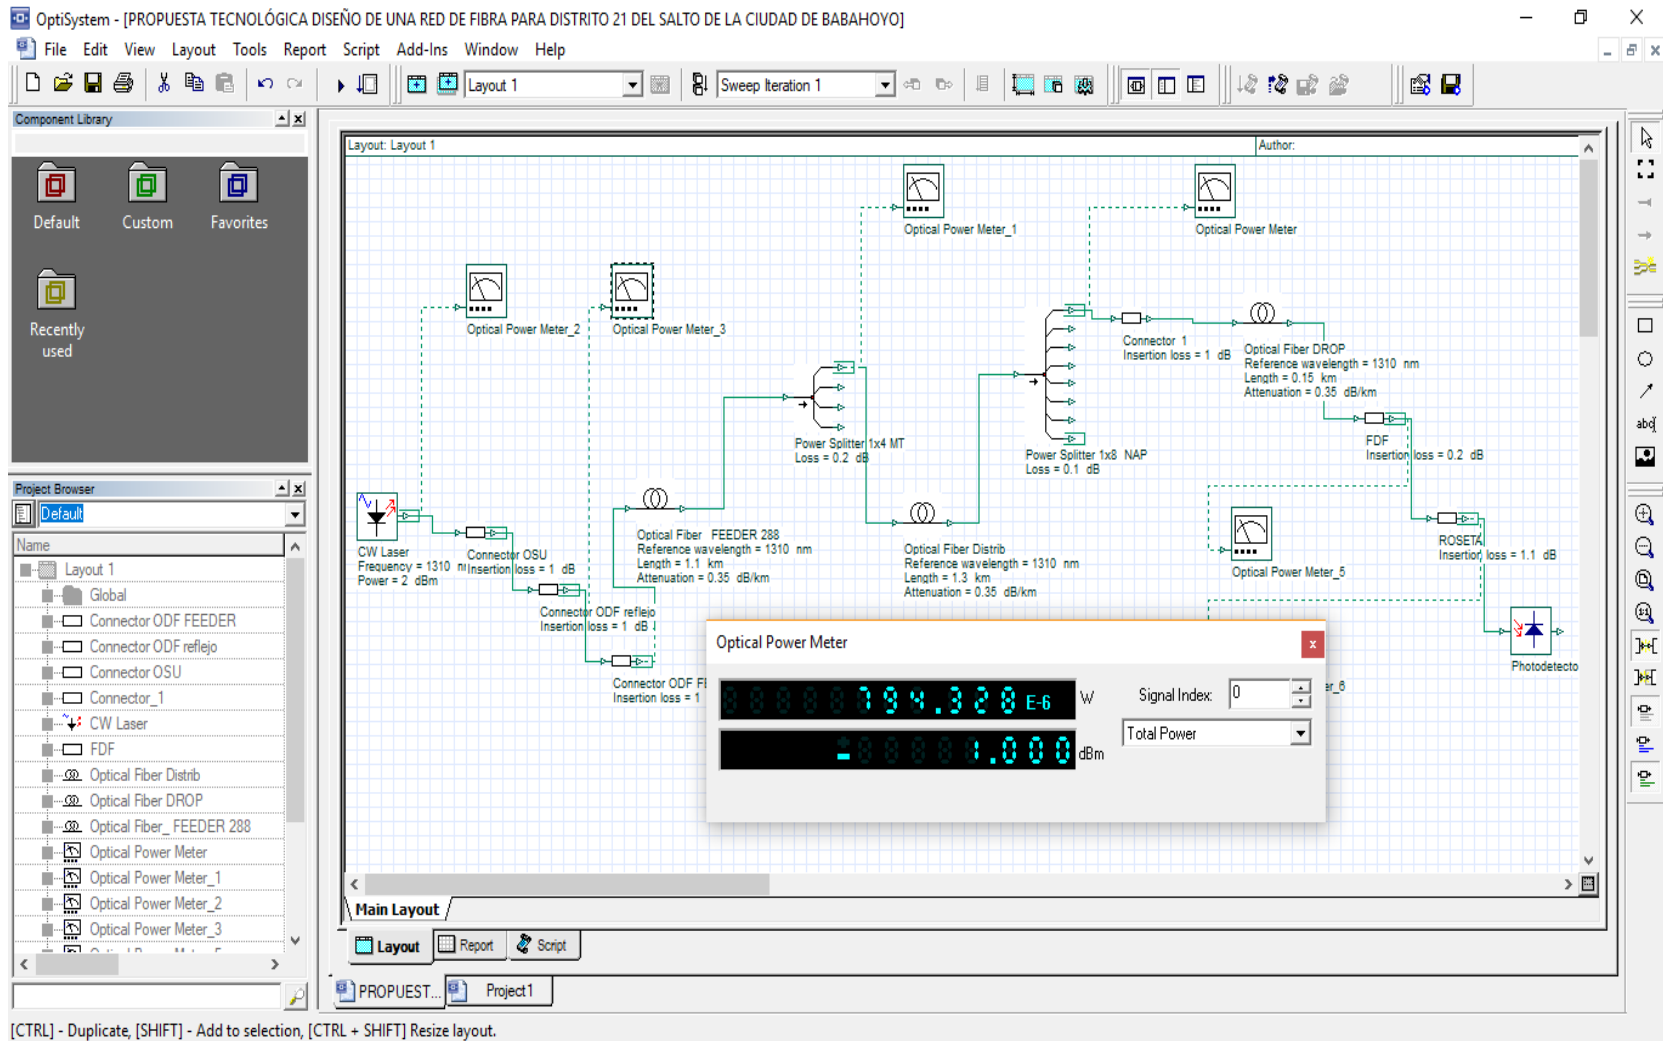 OptiSystem - [PROPUESTA TECNOLÓGICA DISEÑO DE UNA RED DE FIBRA PARA DISTRITO 21 DEL SALTO DE LA CIUDAD DE BABAHOYO]
File Edit View Layout Tools Report Script Add-Ins Window Help
Layout 1
Sweep Iteration 1
Component Library
Default
Custom
Favorites
Recently
used
Project Browser
Default
Name
Layout 1
Global
Connector ODF FEEDER
Connector ODF reflejo
Connector OSU
Connector_1
CW Laser
FDF
Optical Fiber Distrib
Optical Fiber DROP
Optical Fiber_ FEEDER 288
Optical Power Meter
Optical Power Meter_1
Optical Power Meter_2
Optical Power Meter_3
Layout: Layout 1
Author:
Optical Power Meter_1
Optical Power Meter
Optical Power Meter_2
Optical Power Meter_3
Connector 1
Insertion loss = 1 dB
Optical Fiber DROP
Reference wavelength = 1310 nm
Length = 0.15 km
Attenuation = 0.35 dB/km
Power Splitter 1x4 MT
Loss = 0.2 dB
Power Splitter 1x8 NAP
Loss = 0.1 dB
FDF
Insertion loss = 0.2 dB
CW Laser
Frequency = 1310 n
Power = 2 dBm
Connector OSU
Insertion loss = 1 dB
Optical Fiber FEEDER 288
Reference wavelength = 1310 nm
Length = 1.1 km
Attenuation = 0.35 dB/km
Optical Fiber Distrib
Reference wavelength = 1310 nm
Length = 1.3 km
Attenuation = 0.35 dB/km
ROSETA
Insertion loss = 1.1 dB
Optical Power Meter_5
Connector ODF reflejo
Insertion loss = 1 dB
Connector ODF F
Insertion loss = 1
Photodetecto
er_6
Optical Power Meter
x
794.328 E-6 W
Signal Index: 0
- 1.000 dBm
Total Power
Main Layout
Layout
Report
Script
PROPUEST...
Project1
[CTRL] - Duplicate, [SHIFT] - Add to selection, [CTRL + SHIFT] Resize layout.